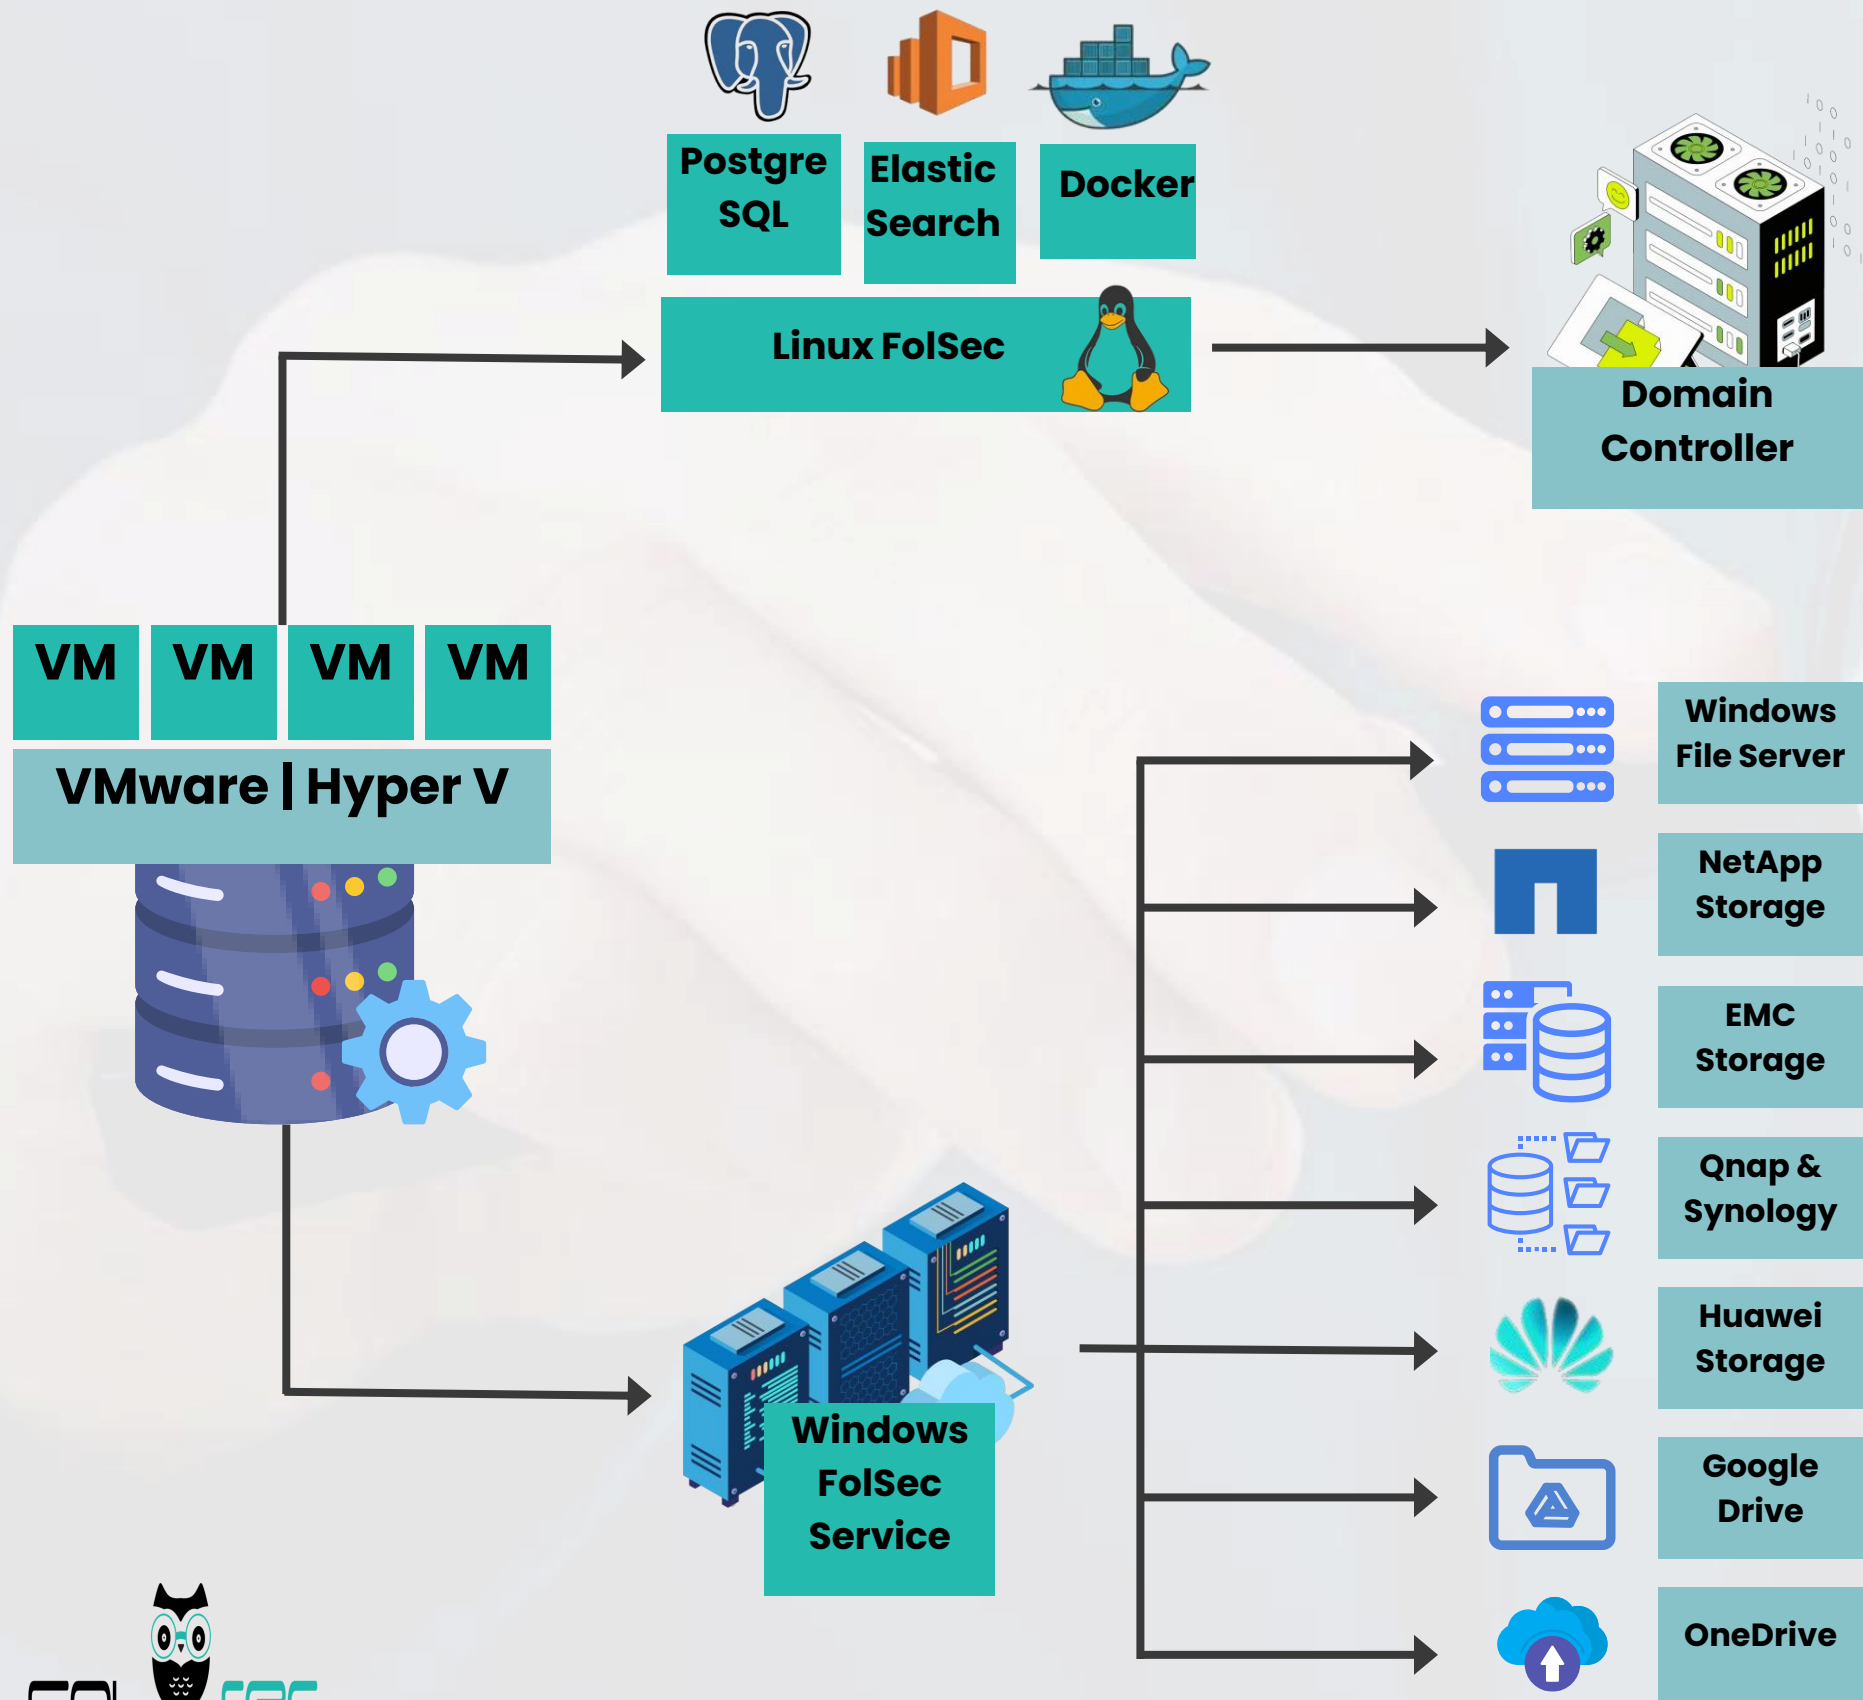 Postgre
SQL
Elastic
Search
Docker
Linux FolSec
Domain
Controller
VM
VM
VM
VM
VMware | Hyper V
Windows
File Server
NetApp
Storage
EMC
Storage
Qnap &
Synology
Huawei
Storage
Google
Drive
OneDrive
Windows
FolSec
Service